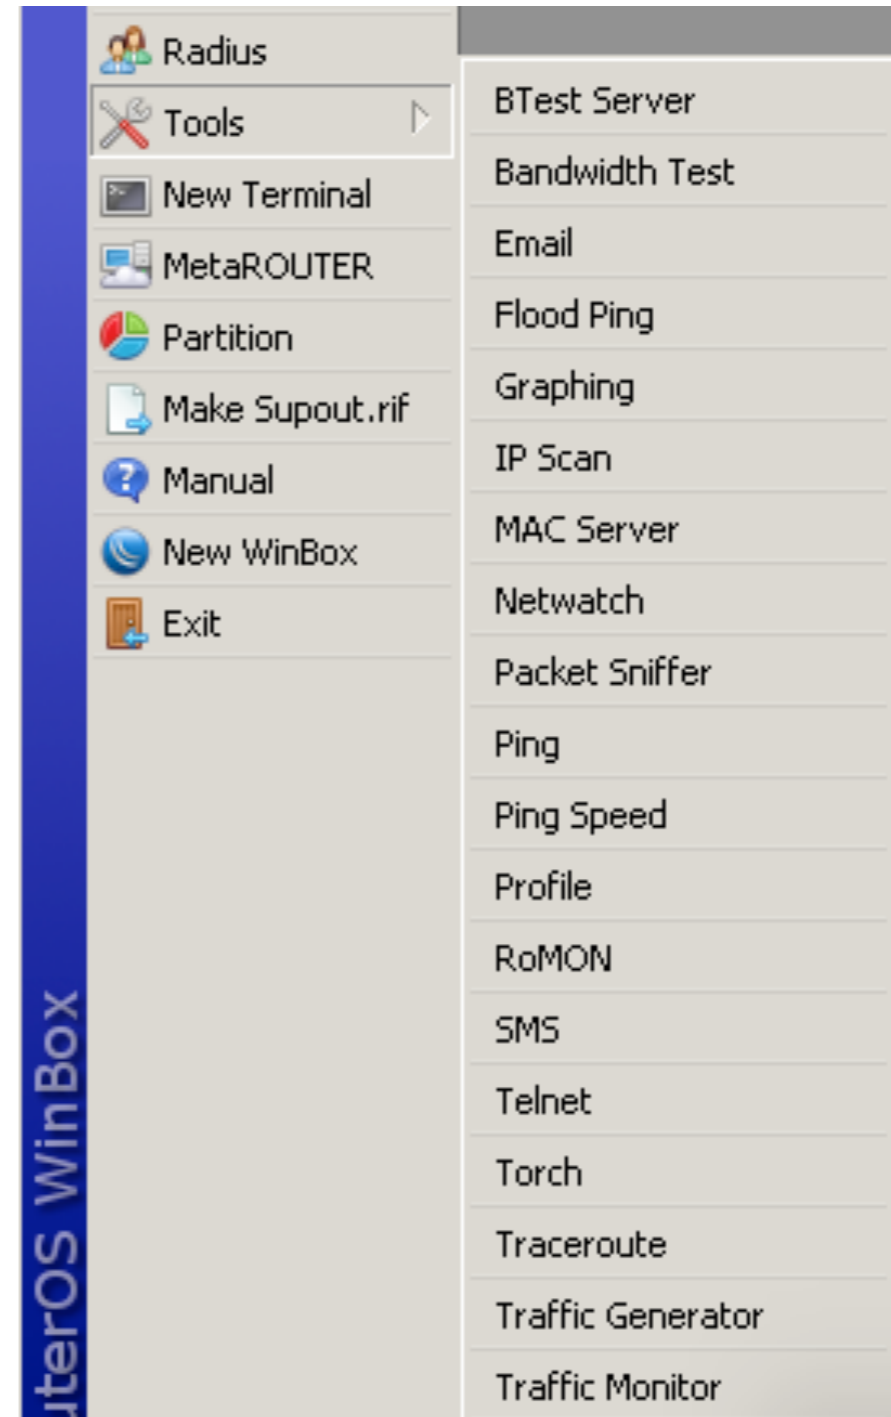 Radius
Tools
New Terminal
MetaROUTER
Partition
Make Supout.rif
Manual
New WinBox
Exit
BTest Server
Bandwidth Test
Email
Flood Ping
Graphing
IP Scan
MAC Server
Netwatch
Packet Sniffer
Ping
Ping Speed
Profile
RoMON
SMS
Telnet
Torch
Traceroute
Traffic Generator
Traffic Monitor
uterOS WinBox